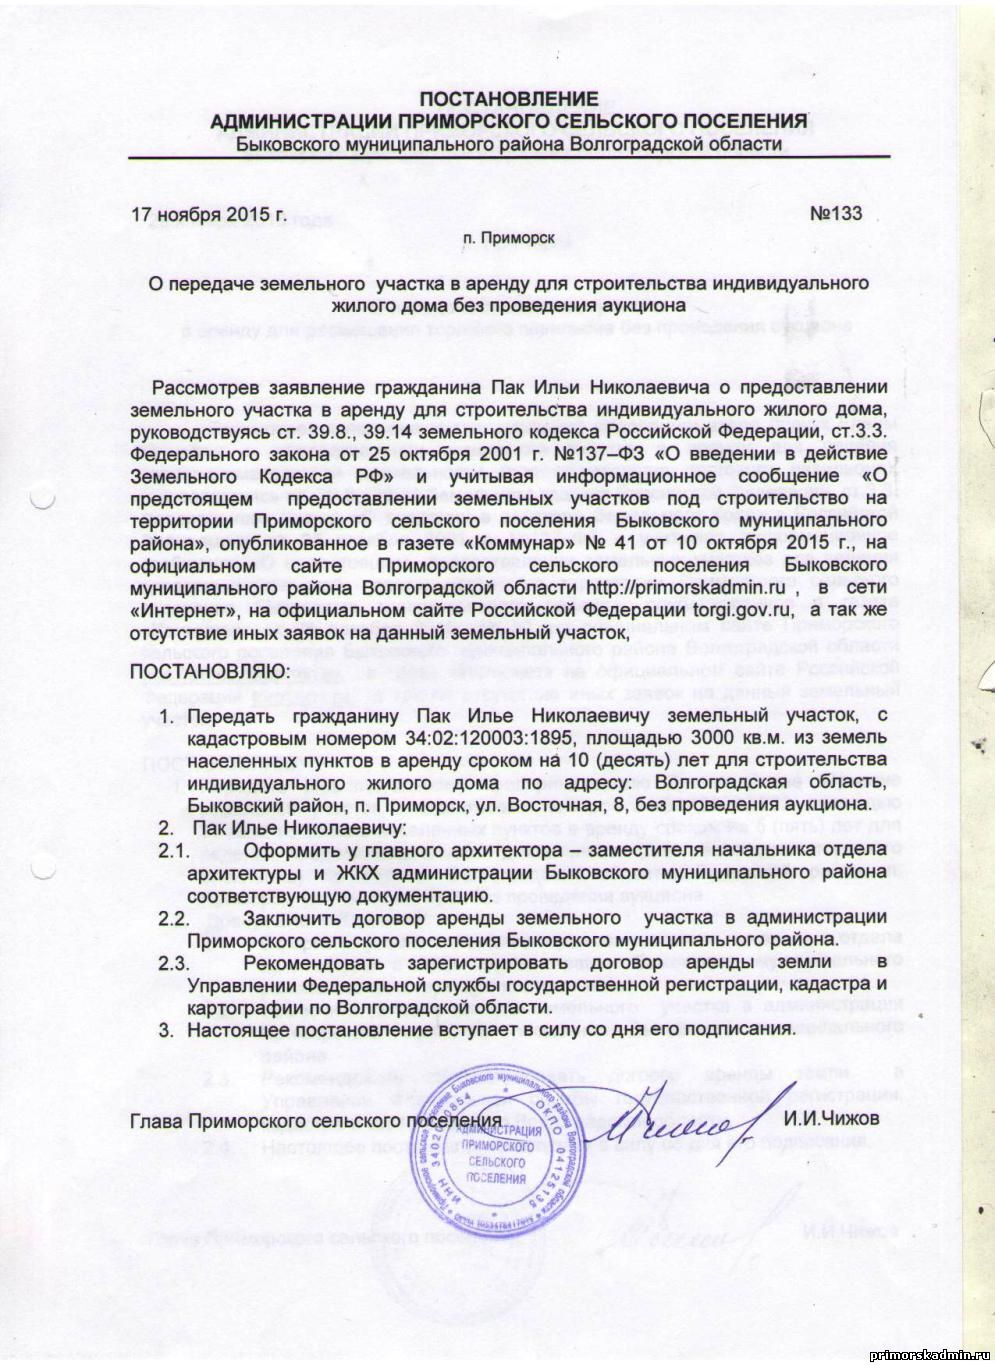 ПОСТАНОВЛЕНИЕ
АДМИНИСТРАЦИИ ПРИМОРСКОГО СЕЛЬСКОГО ПОСЕЛЕНИЯ
Быковского муниципального района Волгоградской области
17 ноября 2015 г. №133
п. Приморск
О передаче земельного участка в аренду для строительства индивидуального
жилого дома без проведения аукциона
Рассмотрев заявление гражданина Пак Ильи Николаевича о предоставлении
земельного участка в аренду для строительства индивидуального жилого дома,
руководствуясь ст. 39.8., 39.14 земельного кодекса Российской Федерации, ст.3.3.
Федерального закона от 25 октября 2001 г. №137–ФЗ «О введении в действие
Земельного Кодекса РФ» и учитывая информационное сообщение «О
предстоящем предоставлении земельных участков под строительство на
территории Приморского сельского поселения Быковского муниципального
района», опубликованное в газете «Коммунар» № 41 от 10 октября 2015 г., на
официальном сайте Приморского сельского поселения Быковского
муниципального района Волгоградской области http://primorskadmin.ru , в сети
«Интернет», на официальном сайте Российской Федерации torgi.gov.ru, а так же
отсутствие иных заявок на данный земельный участок,
ПОСТАНОВЛЯЮ:
1. Передать гражданину Пак Илье Николаевичу земельный участок, с
кадастровым номером 34:02:120003:1895, площадью 3000 кв.м. из земель
населенных пунктов в аренду сроком на 10 (десять) лет для строительства
индивидуального жилого дома по адресу: Волгоградская область,
Быковский район, п. Приморск, ул. Восточная, 8, без проведения аукциона.
2. Пак Илье Николаевичу:
2.1. Оформить у главного архитектора – заместителя начальника отдела
архитектуры и ЖКХ администрации Быковского муниципального района
соответствующую документацию.
2.2. Заключить договор аренды земельного участка в администрации
Приморского сельского поселения Быковского муниципального района.
2.3. Рекомендовать зарегистрировать договор аренды земли в
Управлении Федеральной службы государственной регистрации, кадастра и
картографии по Волгоградской области.
3. Настоящее постановление вступает в силу со дня его подписания.
Глава Приморского сельского поселения И.И.Чижов
АДМИНИСТРАЦИЯ
ПРИМОРСКОГО
СЕЛЬСКОГО
ПОСЕЛЕНИЯ
primorskadmin.ru